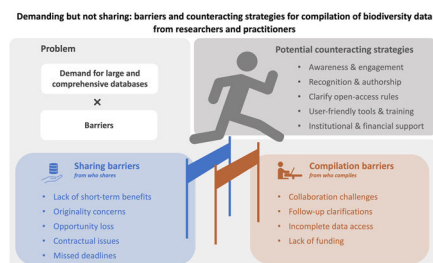 Demanding but not sharing: barriers and counteracting strategies for compilation of biodiversity data
from researchers and practitioners
Problem
Demand for large and
comprehensive databases
×
Barriers
Potential counteracting strategies
• Awareness & engagement
• Recognition & authorship
• Clarify open-access rules
• User-friendly tools & training
• Institutional & financial support
Sharing barriers
from who shares
• Lack of short-term benefits
• Originality concerns
• Opportunity loss
• Contractual issues
• Missed deadlines
Compilation barriers
from who compiles
• Collaboration challenges
• Follow-up clarifications
• Incomplete data access
• Lack of funding